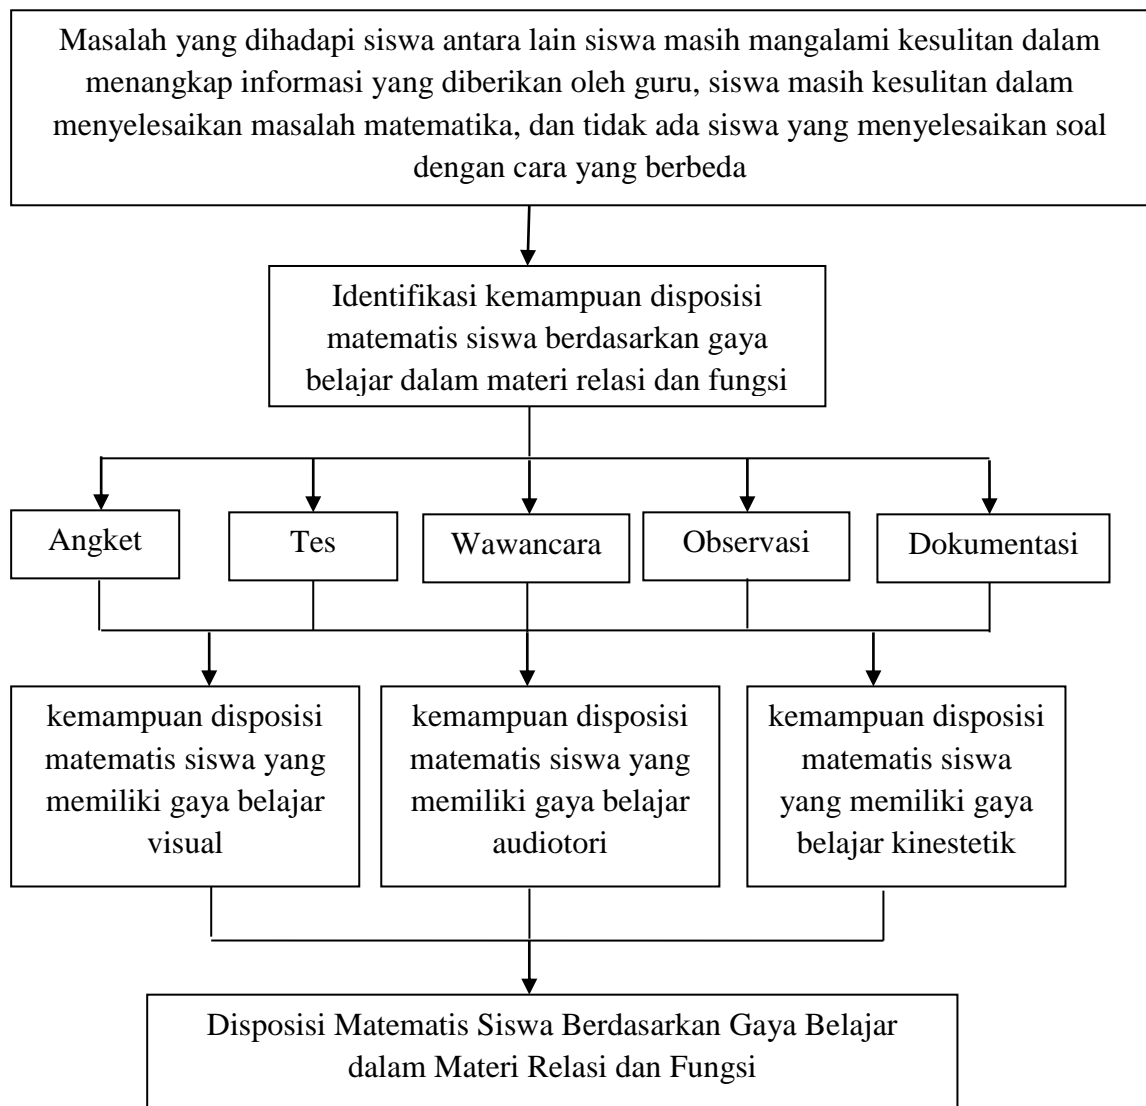 Masalah yang dihadapi siswa antara lain siswa masih mangalami kesulitan dalam
menangkap informasi yang diberikan oleh guru, siswa masih kesulitan dalam
menyelesaikan masalah matematika, dan tidak ada siswa yang menyelesaikan soal
dengan cara yang berbeda
Identifikasi kemampuan disposisi
matematis siswa berdasarkan gaya
belajar dalam materi relasi dan fungsi
Angket
Tes
Wawancara
Observasi
Dokumentasi
kemampuan disposisi
matematis siswa yang
memiliki gaya belajar
visual
kemampuan disposisi
matematis siswa yang
memiliki gaya belajar
audiotori
kemampuan disposisi
matematis siswa
yang memiliki gaya
belajar kinestetik
Disposisi Matematis Siswa Berdasarkan Gaya Belajar
dalam Materi Relasi dan Fungsi